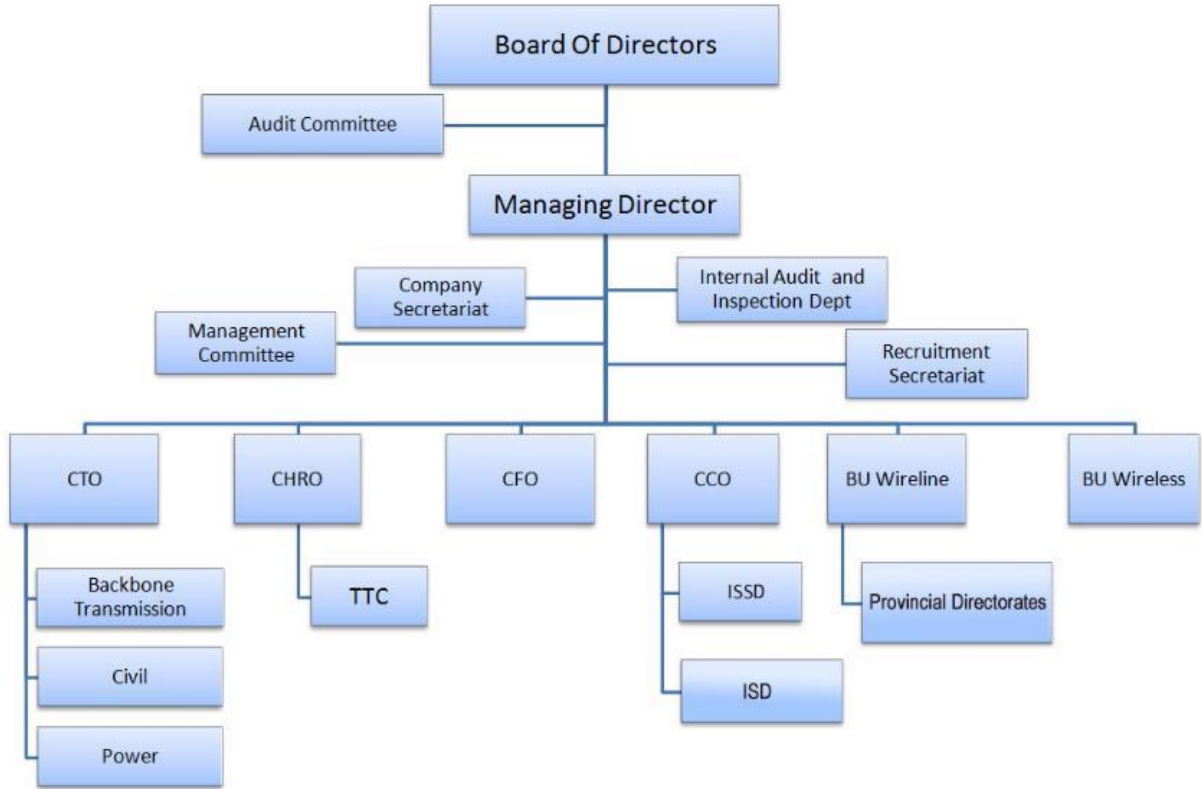 Board Of Directors
Audit Committee
Managing Director
Company
Secretariat
Internal Audit and
Inspection Dept
Management
Committee
Recruitment
Secretariat
CTO
CHRO
CFO
CCO
BU Wireline
BU Wireless
Backbone
Transmission
TTC
ISSD
Provincial Directorates
Civil
ISD
Power